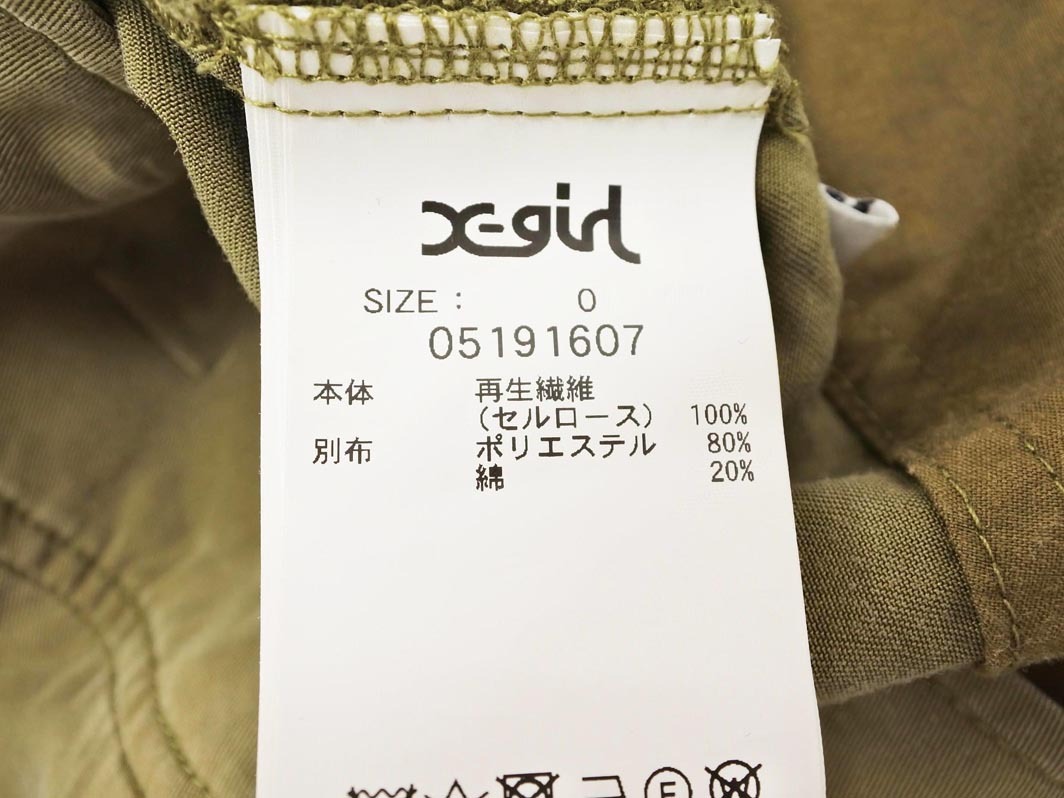 X-girl
SIZE : 0
05191607
本体 再生繊維
(セルロース) 100%
別布 ポリエステル 80%
綿 20%